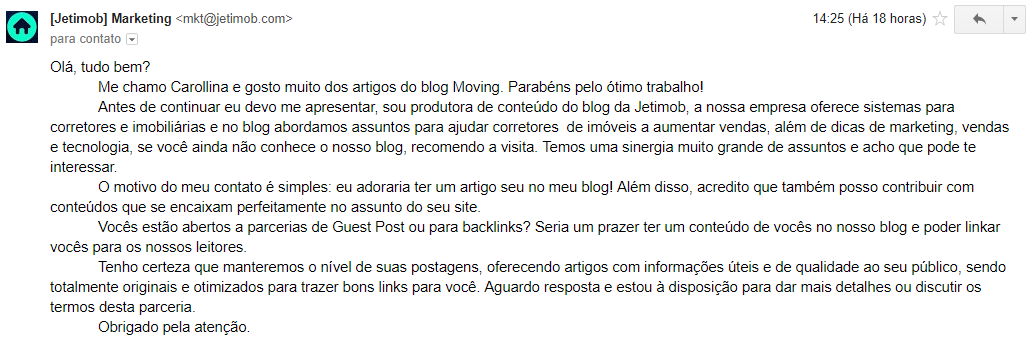 [Jetimob] Marketing <mkt@jetimob.com>
14:25 (Há 18 horas)
para contato
Olá, tudo bem?
Me chamo Carollina e gosto muito dos artigos do blog Moving. Parabéns pelo ótimo trabalho!
Antes de continuar eu devo me apresentar, sou produtora de conteúdo do blog da Jetimob, a nossa empresa oferece sistemas para
corretores e imobiliárias e no blog abordamos assuntos para ajudar corretores  de imóveis a aumentar vendas, além de dicas de marketing, vendas
e tecnologia, se você ainda não conhece o nosso blog, recomendo a visita. Temos uma sinergia muito grande de assuntos e acho que pode te
interessar.
O motivo do meu contato é simples: eu adoraria ter um artigo seu no meu blog! Além disso, acredito que também posso contribuir com
conteúdos que se encaixam perfeitamente no assunto do seu site.
Vocês estão abertos a parcerias de Guest Post ou para backlinks? Seria um prazer ter um conteúdo de vocês no nosso blog e poder linkar
vocês para os nossos leitores.
Tenho certeza que manteremos o nível de suas postagens, oferecendo artigos com informações úteis e de qualidade ao seu público, sendo
totalmente originais e otimizados para trazer bons links para você. Aguardo resposta e estou à disposição para dar mais detalhes ou discutir os
termos desta parceria.
Obrigado pela atenção.